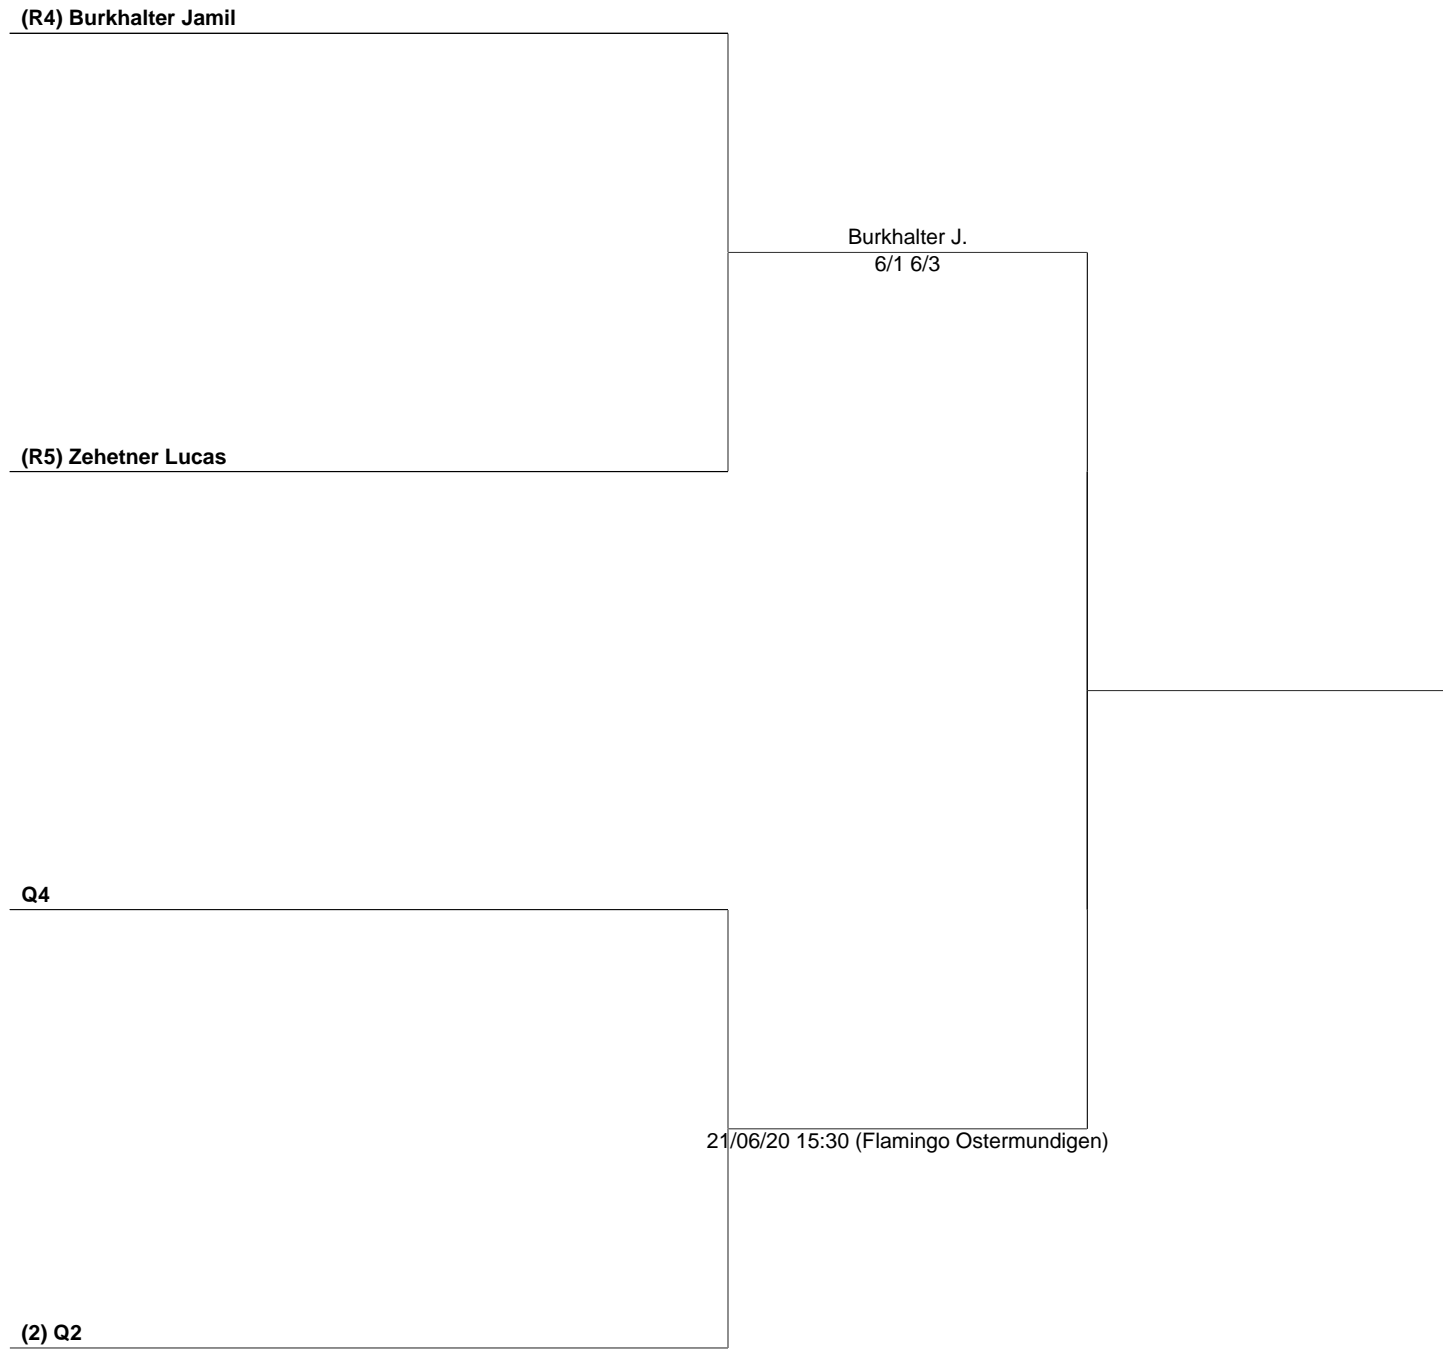 (R4) Burkhalter Jamil
Burkhalter J.
6/1 6/3
(R5) Zehetner Lucas
Q4
21/06/20 15:30 (Flamingo Ostermundigen)
(2) Q2